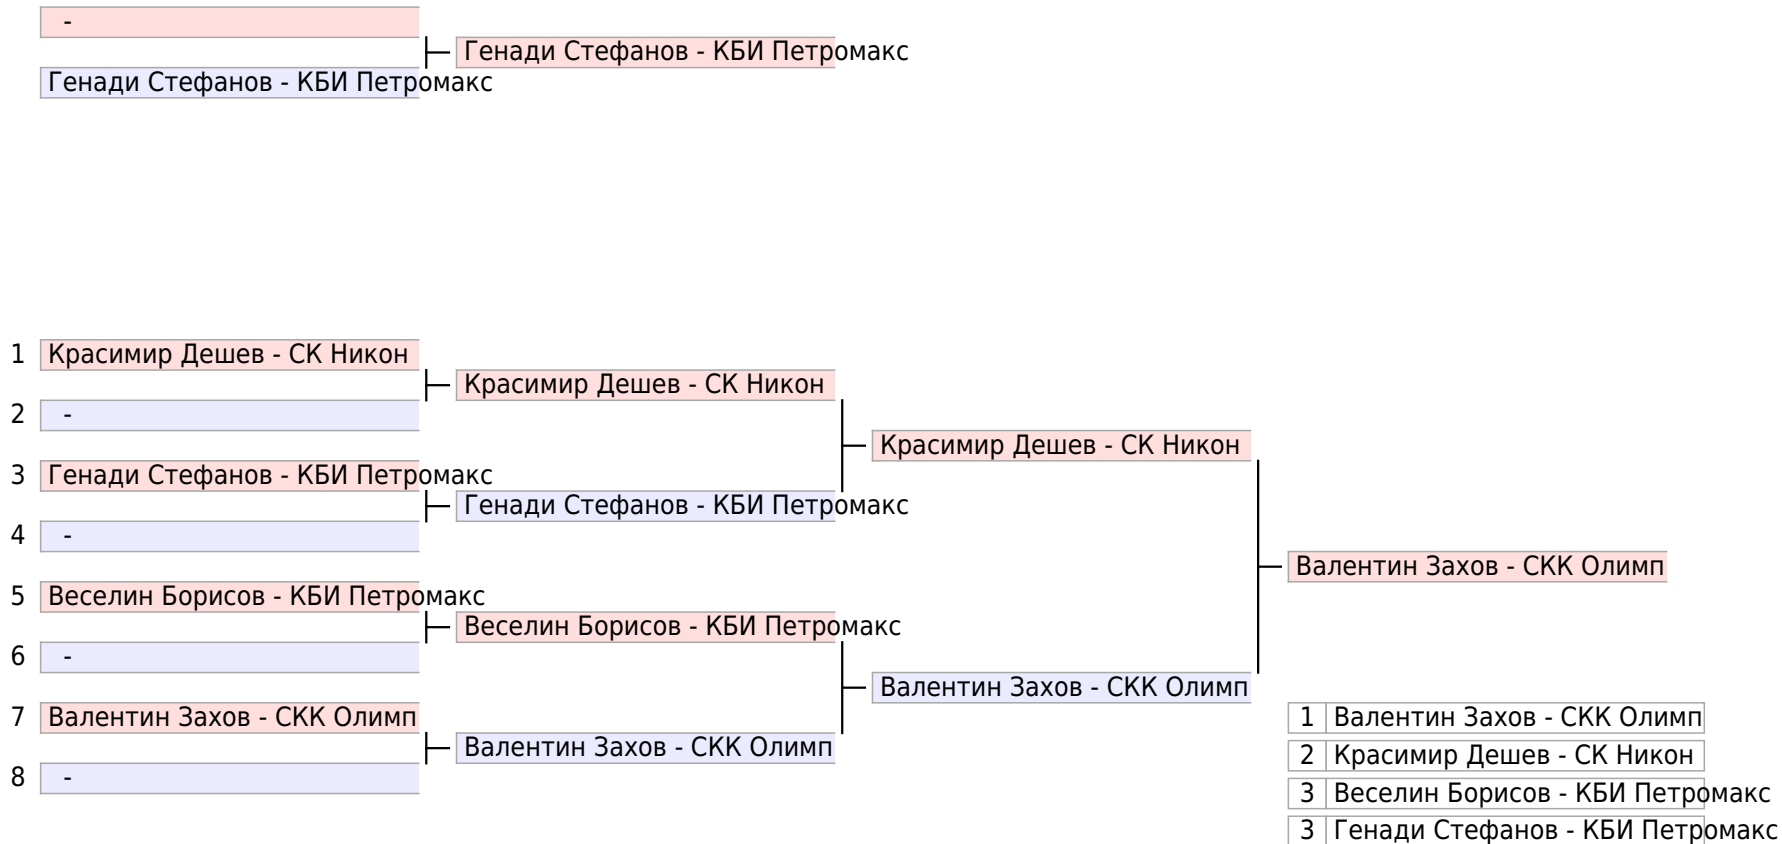 -
Генади Стефанов - КБИ Петромакс
Генади Стефанов - КБИ Петромакс
1 Красимир Дешев - СК Никон
Красимир Дешев - СК Никон
2 -
Красимир Дешев - СК Никон
3 Генади Стефанов - КБИ Петромакс
Генади Стефанов - КБИ Петромакс
4 -
Валентин Захов - СКК Олимп
5 Веселин Борисов - КБИ Петромакс
Веселин Борисов - КБИ Петромакс
6 -
Валентин Захов - СКК Олимп
7 Валентин Захов - СКК Олимп
Валентин Захов - СКК Олимп
8 -
1 Валентин Захов - СКК Олимп
2 Красимир Дешев - СК Никон
3 Веселин Борисов - КБИ Петромакс
3 Генади Стефанов - КБИ Петромакс